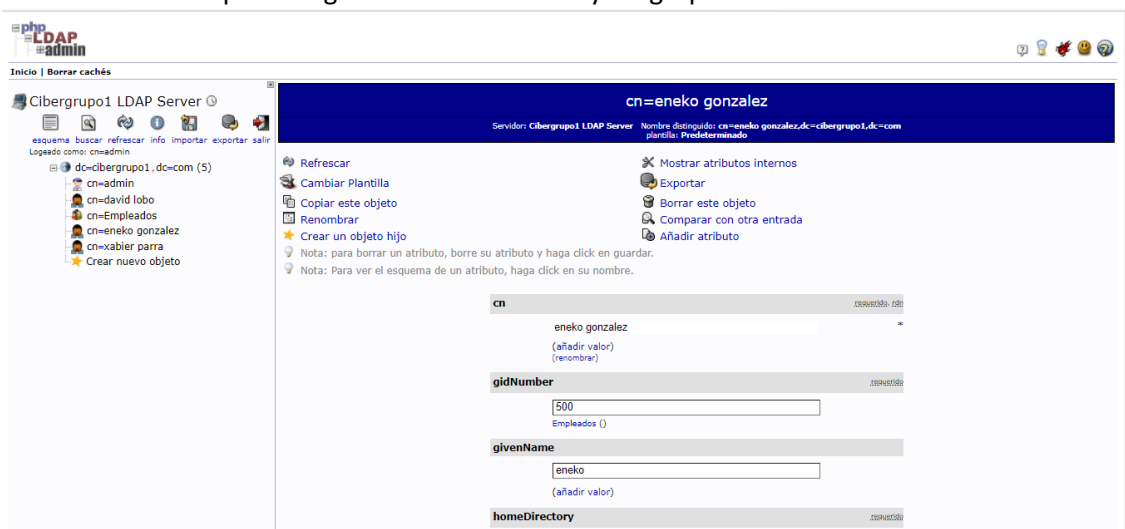 php
LDAP
admin
Inicio | Borrar cachés
Cibergrupo1 LDAP Server
esquema buscar refrescar info importar exportar salir
Logeado como: cn=admin
dc=cibergrupo1,dc=com (5)
cn=admin
cn=david lobo
cn=Empleados
cn=eneko gonzalez
cn=xabier parra
Crear nuevo objeto
cn=eneko gonzalez
Servidor: Cibergrupo1 LDAP Server Nombre distinguido: cn=eneko gonzalez,dc=cibergrupo1,dc=com
plantilla: Predeterminado
Refrescar
Mostrar atributos internos
Cambiar Plantilla
Exportar
Copiar este objeto
Borrar este objeto
Renombrar
Comparar con otra entrada
Crear un objeto hijo
Añadir atributo
Nota: para borrar un atributo, borre su atributo y haga click en guardar.
Nota: Para ver el esquema de un atributo, haga click en su nombre.
cn requerido, rdn
eneko gonzalez *
(añadir valor)
(renombrar)
gidNumber requerido
500
Empleados ()
givenName
eneko
(añadir valor)
homeDirectory requerido